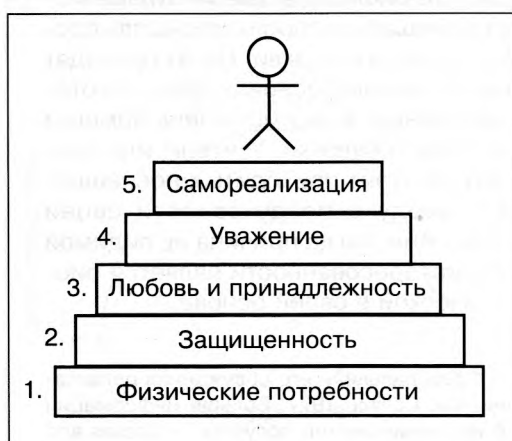 5. Самореализация
4. Уважение
3. Любовь и принадлежность
2. Защищенность
1. Физические потребности